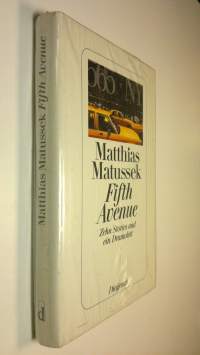 Matthias Matussek Fifth Avenue
Matthias
Matussek
Fifth
Avenue
Zehn Stories und
ein Dramolett
Diogenes